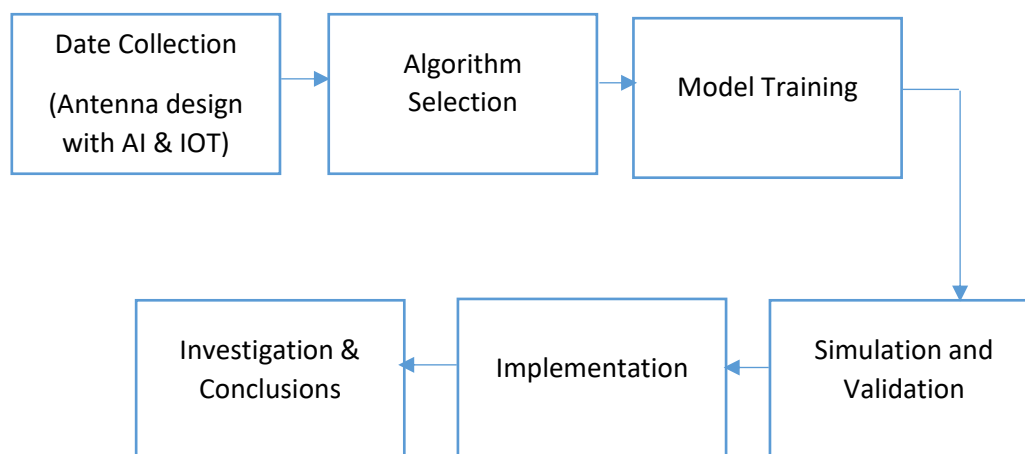 Date Collection
(Antenna design
with AI & IOT)
Algorithm
Selection
Model Training
Simulation and
Validation
Implementation
Investigation &
Conclusions